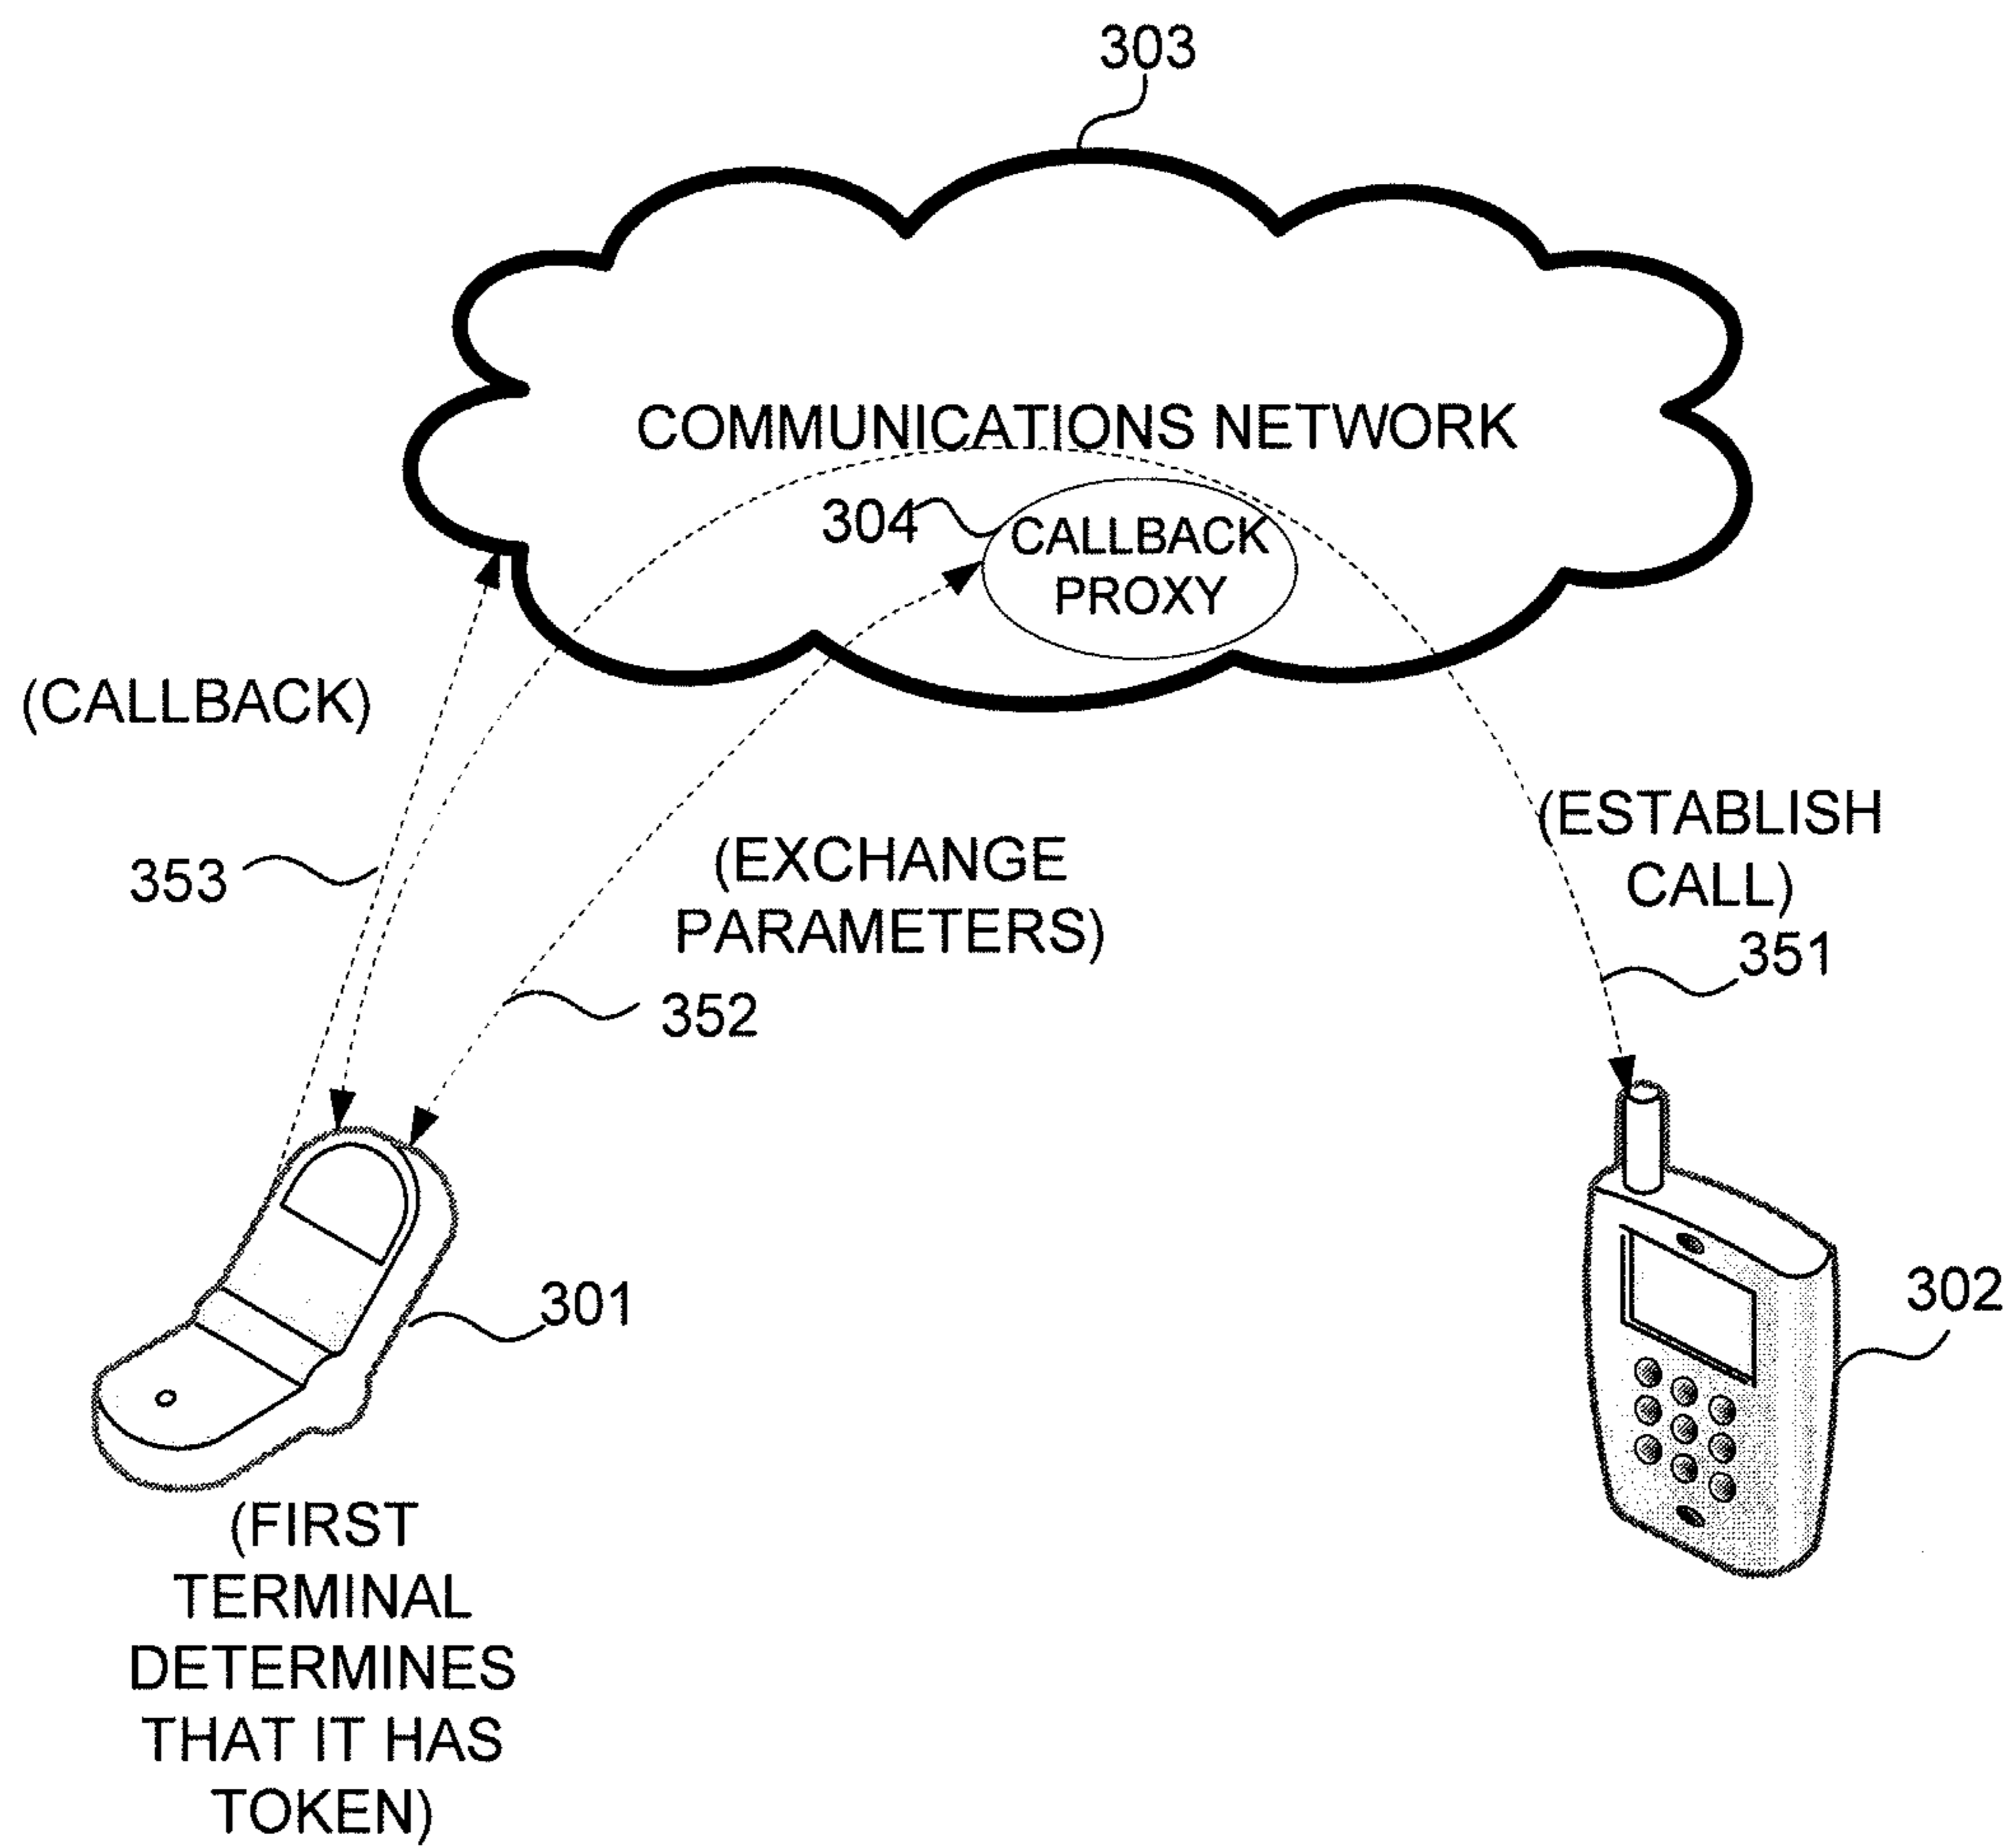 303
COMMUNICATIONS NETWORK
304
CALLBACK
PROXY
(CALLBACK)
353
(EXCHANGE
PARAMETERS)
352
(ESTABLISH
CALL)
351
301
302
(FIRST
TERMINAL
DETERMINES
THAT IT HAS
TOKEN)